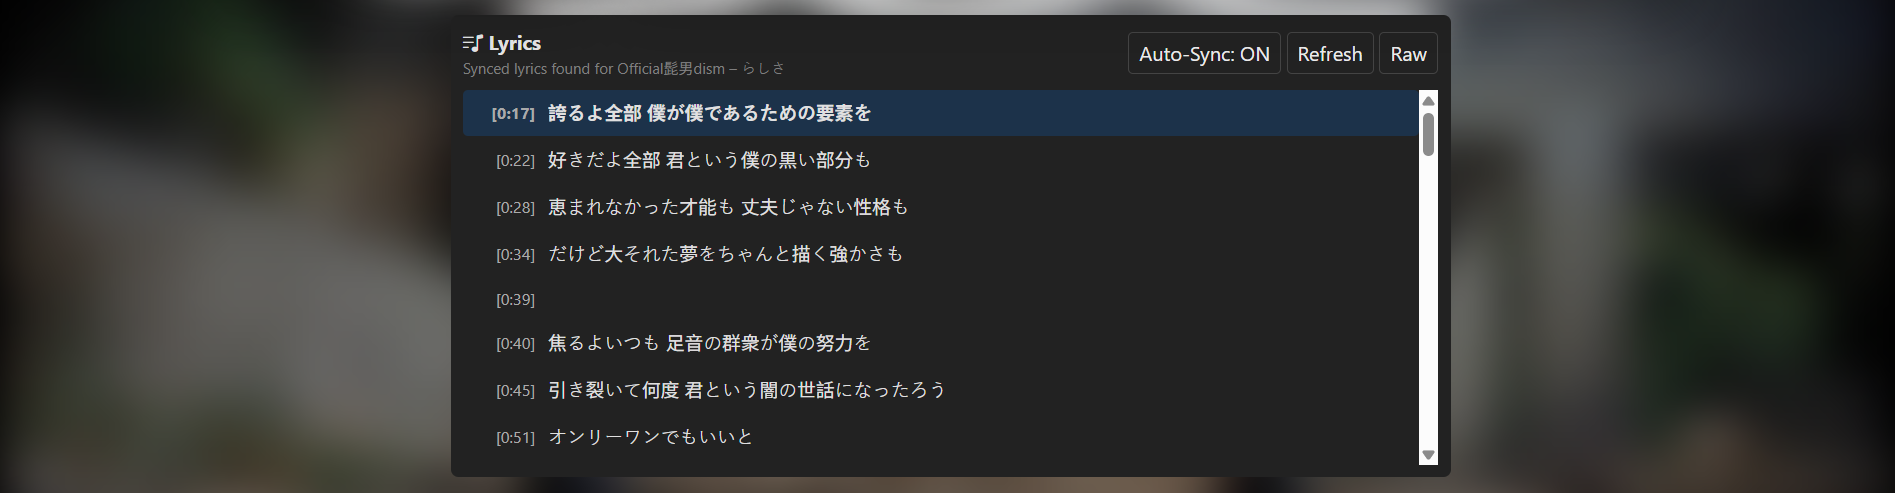 Lyrics
Synced lyrics found for Official髭男dism – らしさ
Auto-Sync: ON Refresh Raw
[0:17] 誇るよ全部 僕が僕であるための要素を
[0:22] 好きだよ全部 君という僕の黒い部分も
[0:28] 恵まれなかった才能も 丈夫じゃない性格も
[0:34] だけど大それた夢をちゃんと描く強かさも
[0:39]
[0:40] 焦るよいつも 足音の群衆が僕の努力を
[0:45] 引き裂いて何度 君という闇の世話になったろう
[0:51] オンリーワンでもいいと